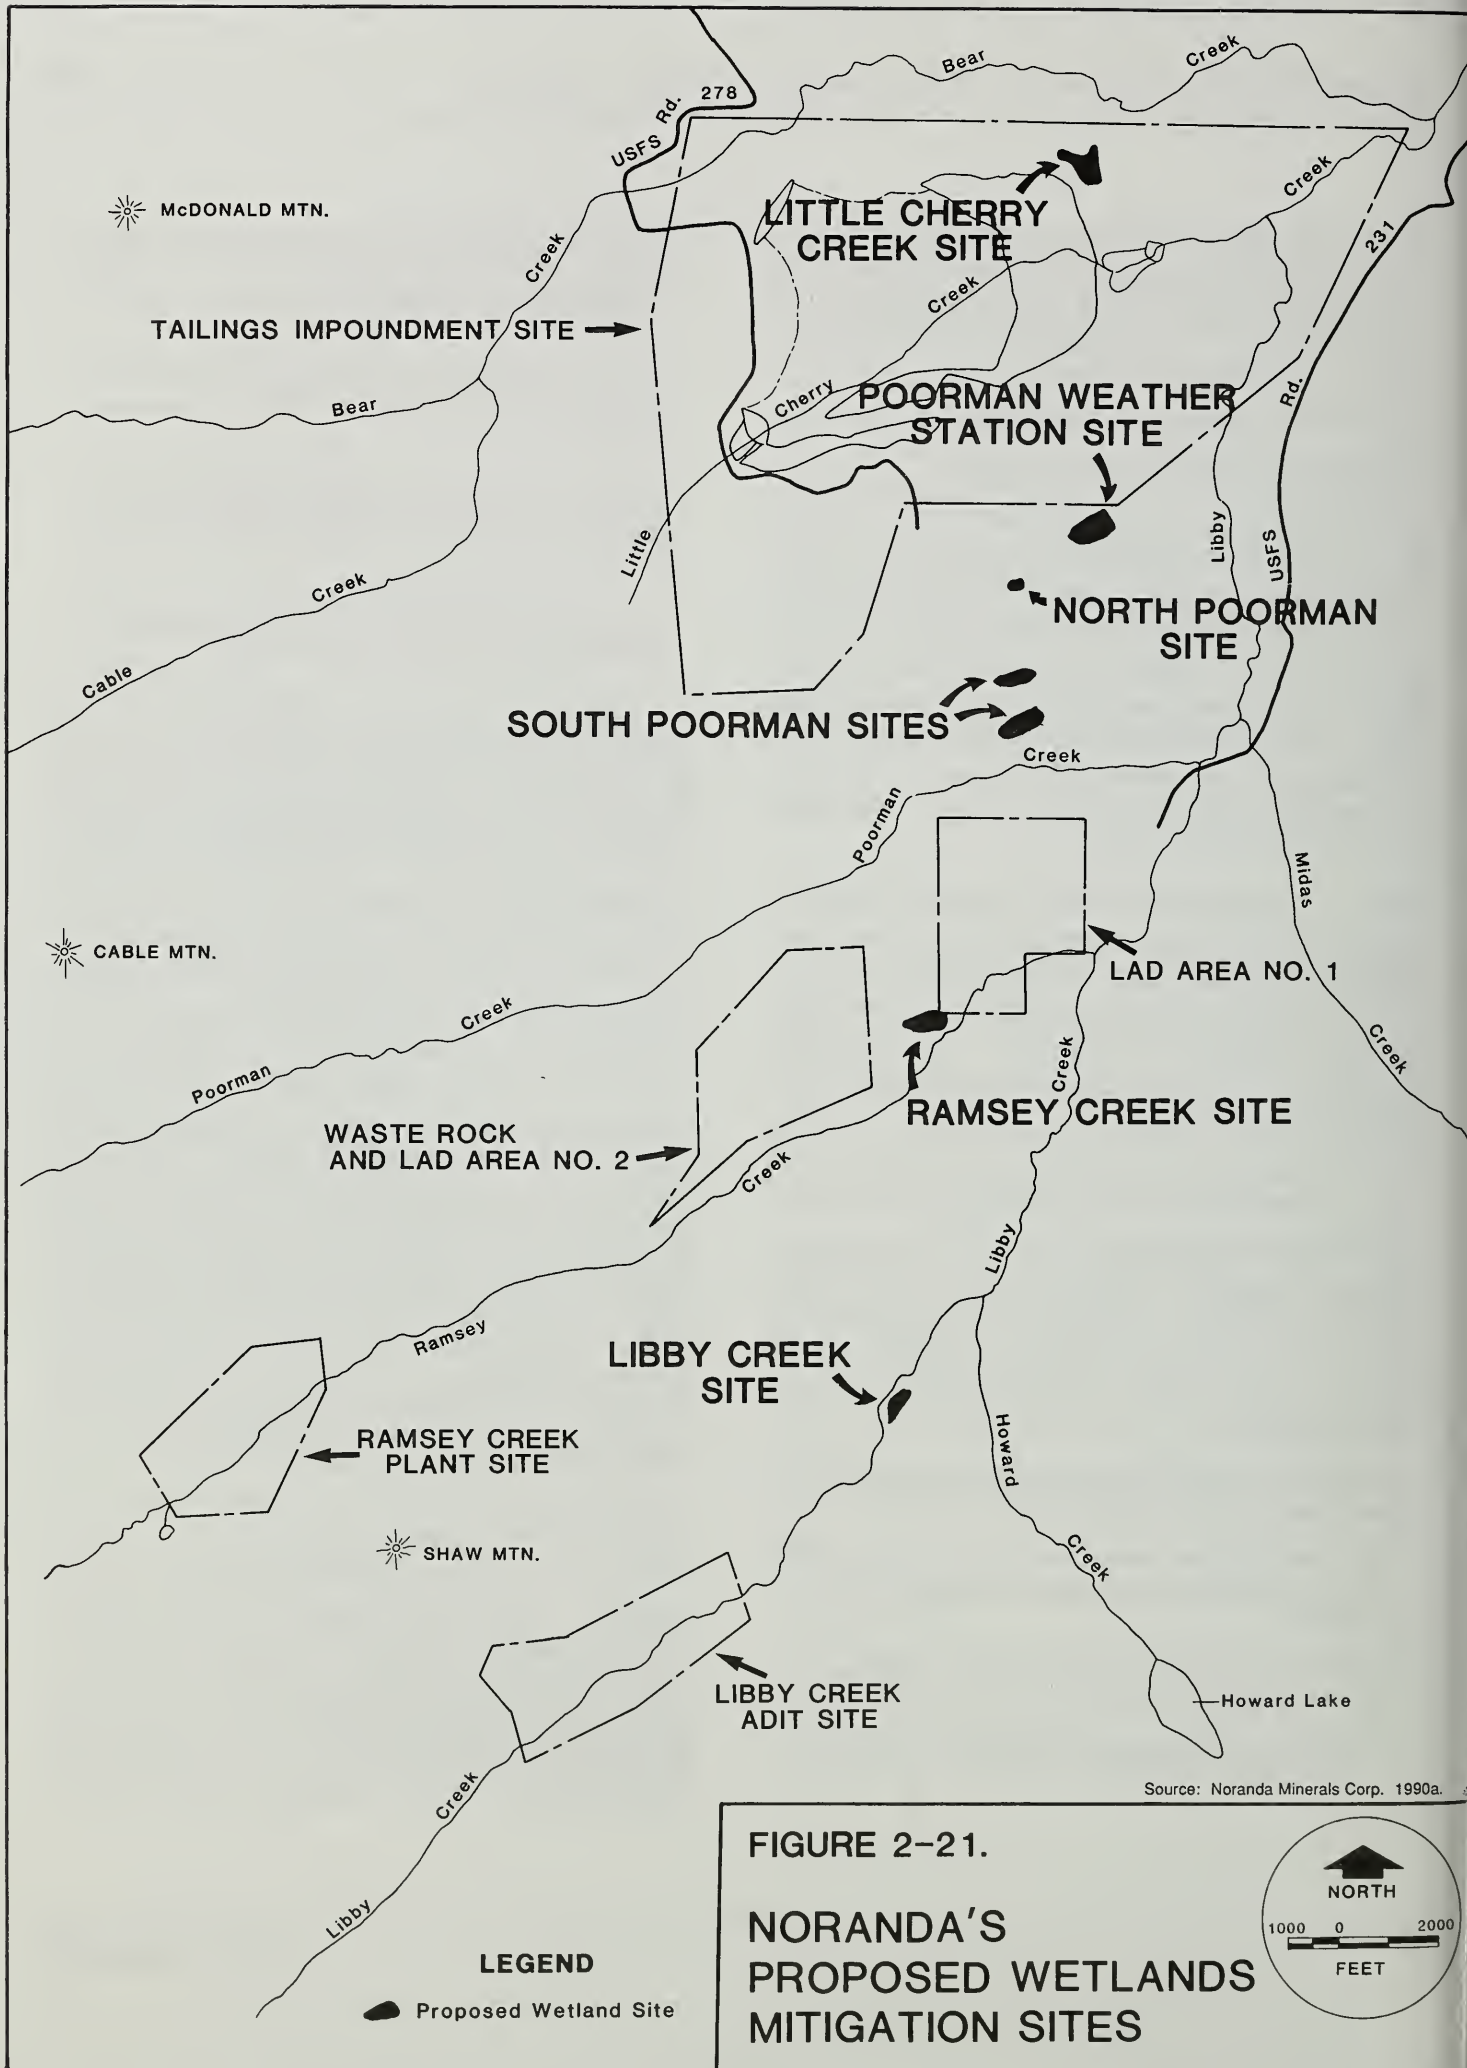 Bear
Creek
USFS Rd. 278
McDONALD MTN.
Creek
LITTLE CHERRY
CREEK SITE
Creek
231
Creek
TAILINGS IMPOUNDMENT SITE
Bear
Cherry
POORMAN WEATHER
STATION SITE
Rd.
Little
Libby
USFS
Creek
NORTH POORMAN
SITE
Cable
SOUTH POORMAN SITES
Creek
Poorman
Midas
CABLE MTN.
LAD AREA NO. 1
Creek
Creek
Creek
Poorman
RAMSEY CREEK SITE
WASTE ROCK
AND LAD AREA NO. 2
Creek
Libby
Ramsey
LIBBY CREEK
SITE
RAMSEY CREEK
PLANT SITE
Howard
SHAW MTN.
Creek
LIBBY CREEK
ADIT SITE
Howard Lake
Creek
Libby
Source: Noranda Minerals Corp. 1990a.
FIGURE 2-21.
NORANDA'S
PROPOSED WETLANDS
MITIGATION SITES
NORTH
1000 0 2000
FEET
LEGEND
Proposed Wetland Site